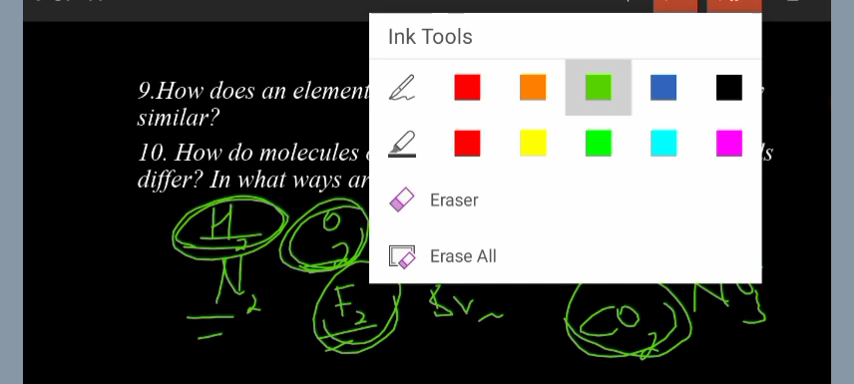 Ink Tools
9.How does an element
similar?
10. How do molecules
differ? In what ways ar
Eraser
Erase All
H2 O2
N2 F2 Br CO2